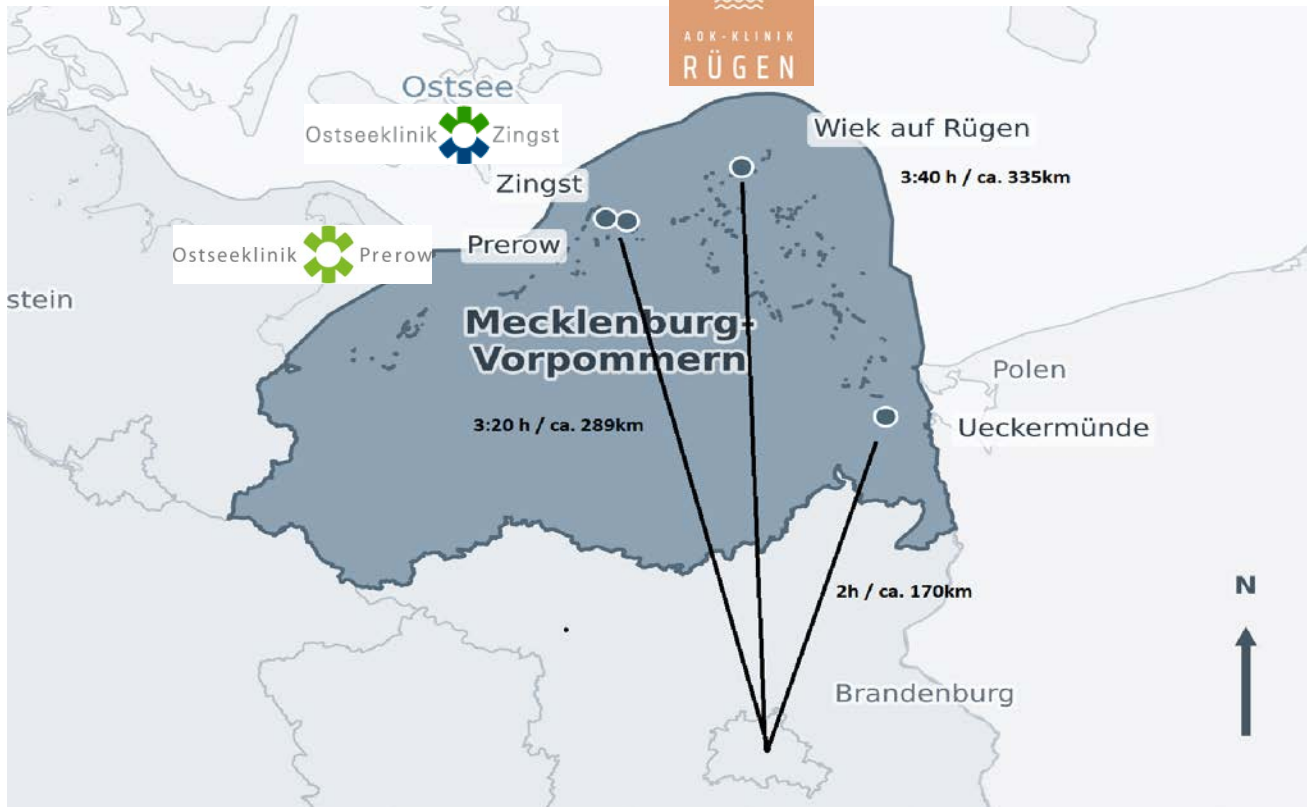 AOK-KLINIK
RÜGEN
Ostsee
Ostseeklinik Zingst
Wiek auf Rügen
3:40 h / ca. 335km
Zingst
Prerow
Ostseeklinik Prerow
stein
Mecklenburg-
Vorpommern
Polen
3:20 h / ca. 289km
Ueckermünde
2h / ca. 170km
N
Brandenburg